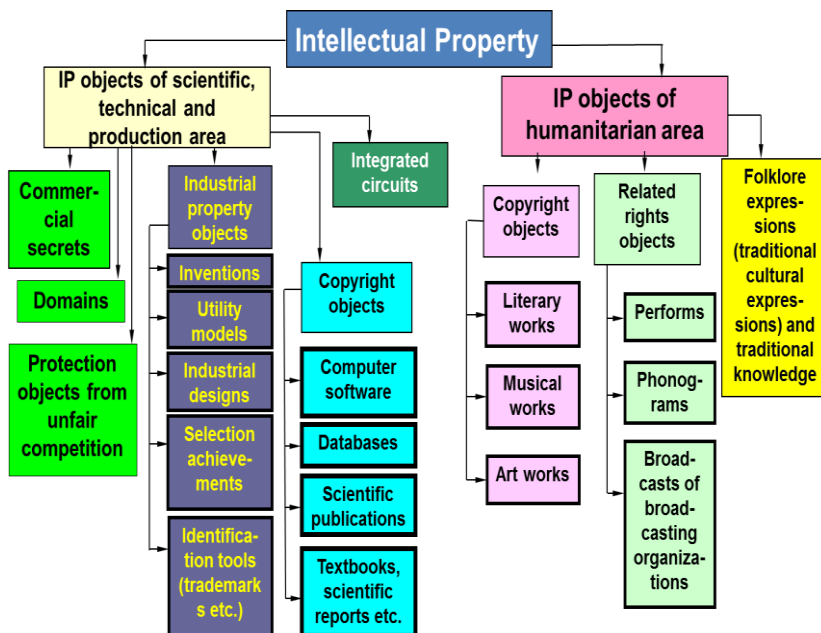 Intellectual Property
IP objects of scientific,
technical and
production area
Commer-
cial
secrets
Domains
Protection
objects from
unfair
competition
Industrial
property
objects
Inventions
Utility
models
Industrial
designs
Selection
achieve-
ments
Identifica-
tion tools
(trademark
s etc.)
Integrated
circuits
Copyright
objects
Computer
software
Databases
Scientific
publications
Textbooks,
scientific
reports etc.
IP objects of
humanitarian area
Copyright
objects
Literary
works
Musical
works
Art works
Related
rights
objects
Performs
Phonog-
rams
Broad-
casts of
broad-
casting
organiza-
tions
Folklore
expres-
sions
(traditional
cultural
expres-
sions) and
traditional
knowledge